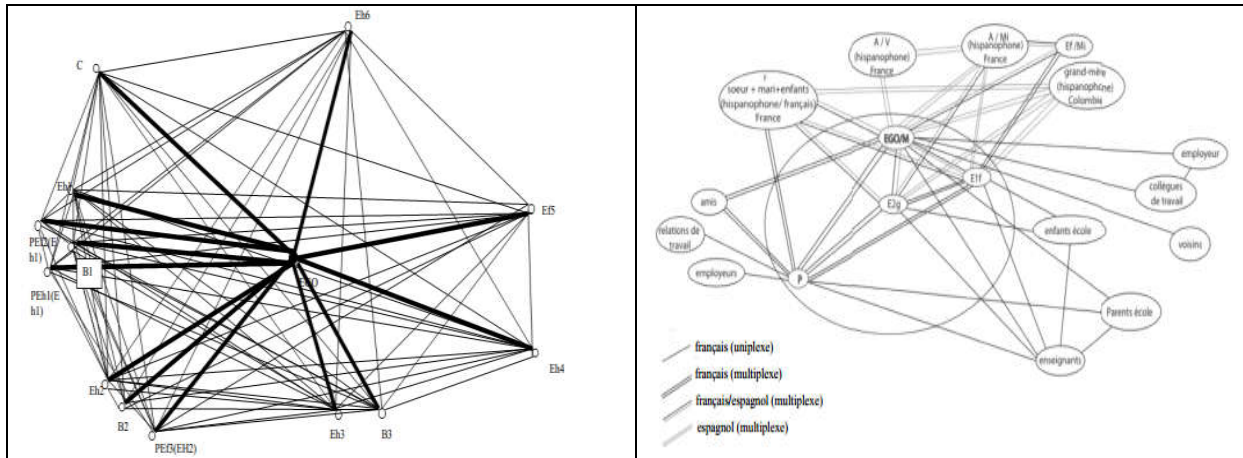 Eh6
C
Ef5
EGO
B1
PEh1(E
h1)
h1)
Eh4
Eh2
B2
PEf3(EH2)
Eh3
B3
A / V
(hispanophone)
France
A / Mi
(hispanophone)
France
Ef /Mi
grand-mère
(hispanophone)
Colombie
soeur + mari+enfants
(hispanophone/ français)
France
EGO/M
E1f
E2g
employeur
collégues
de travail
amis
enfants école
voisins
relations de
travail
employeurs
P
Parents école
enseignants
français (uniplexe)
français (multiplexe)
français/espagnol (multiplexe)
espagnol (multiplexe)